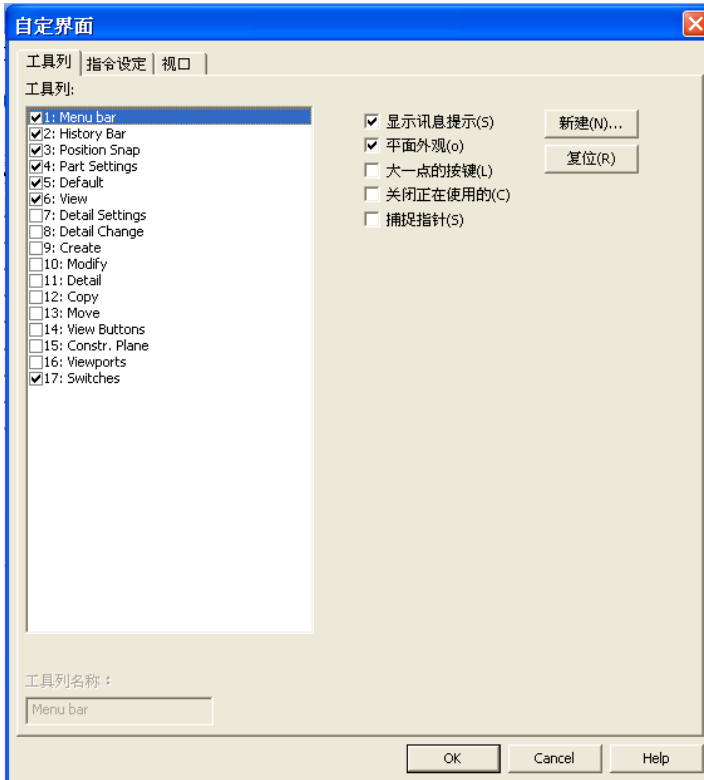 自定界面
工具列 指令设定 视口
工具列:
1: Menu bar
2: History Bar
3: Position Snap
4: Part Settings
5: Default
6: View
7: Detail Settings
8: Detail Change
9: Create
10: Modify
11: Detail
12: Copy
13: Move
14: View Buttons
15: Constr. Plane
16: Viewports
17: Switches
显示讯息提示(S)
平面外观(o)
大一点的按键(L)
关闭正在使用的(C)
捕捉指针(S)
新建(N)...
复位(R)
工具列名称：
Menu bar
OK Cancel Help